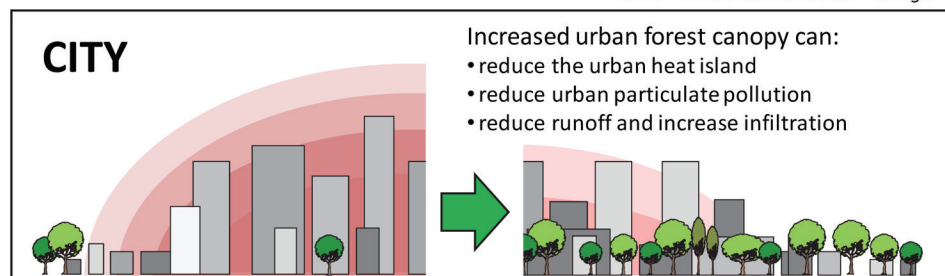 CITY
Increased urban forest canopy can:
• reduce the urban heat island
• reduce urban particulate pollution
• reduce runoff and increase infiltration